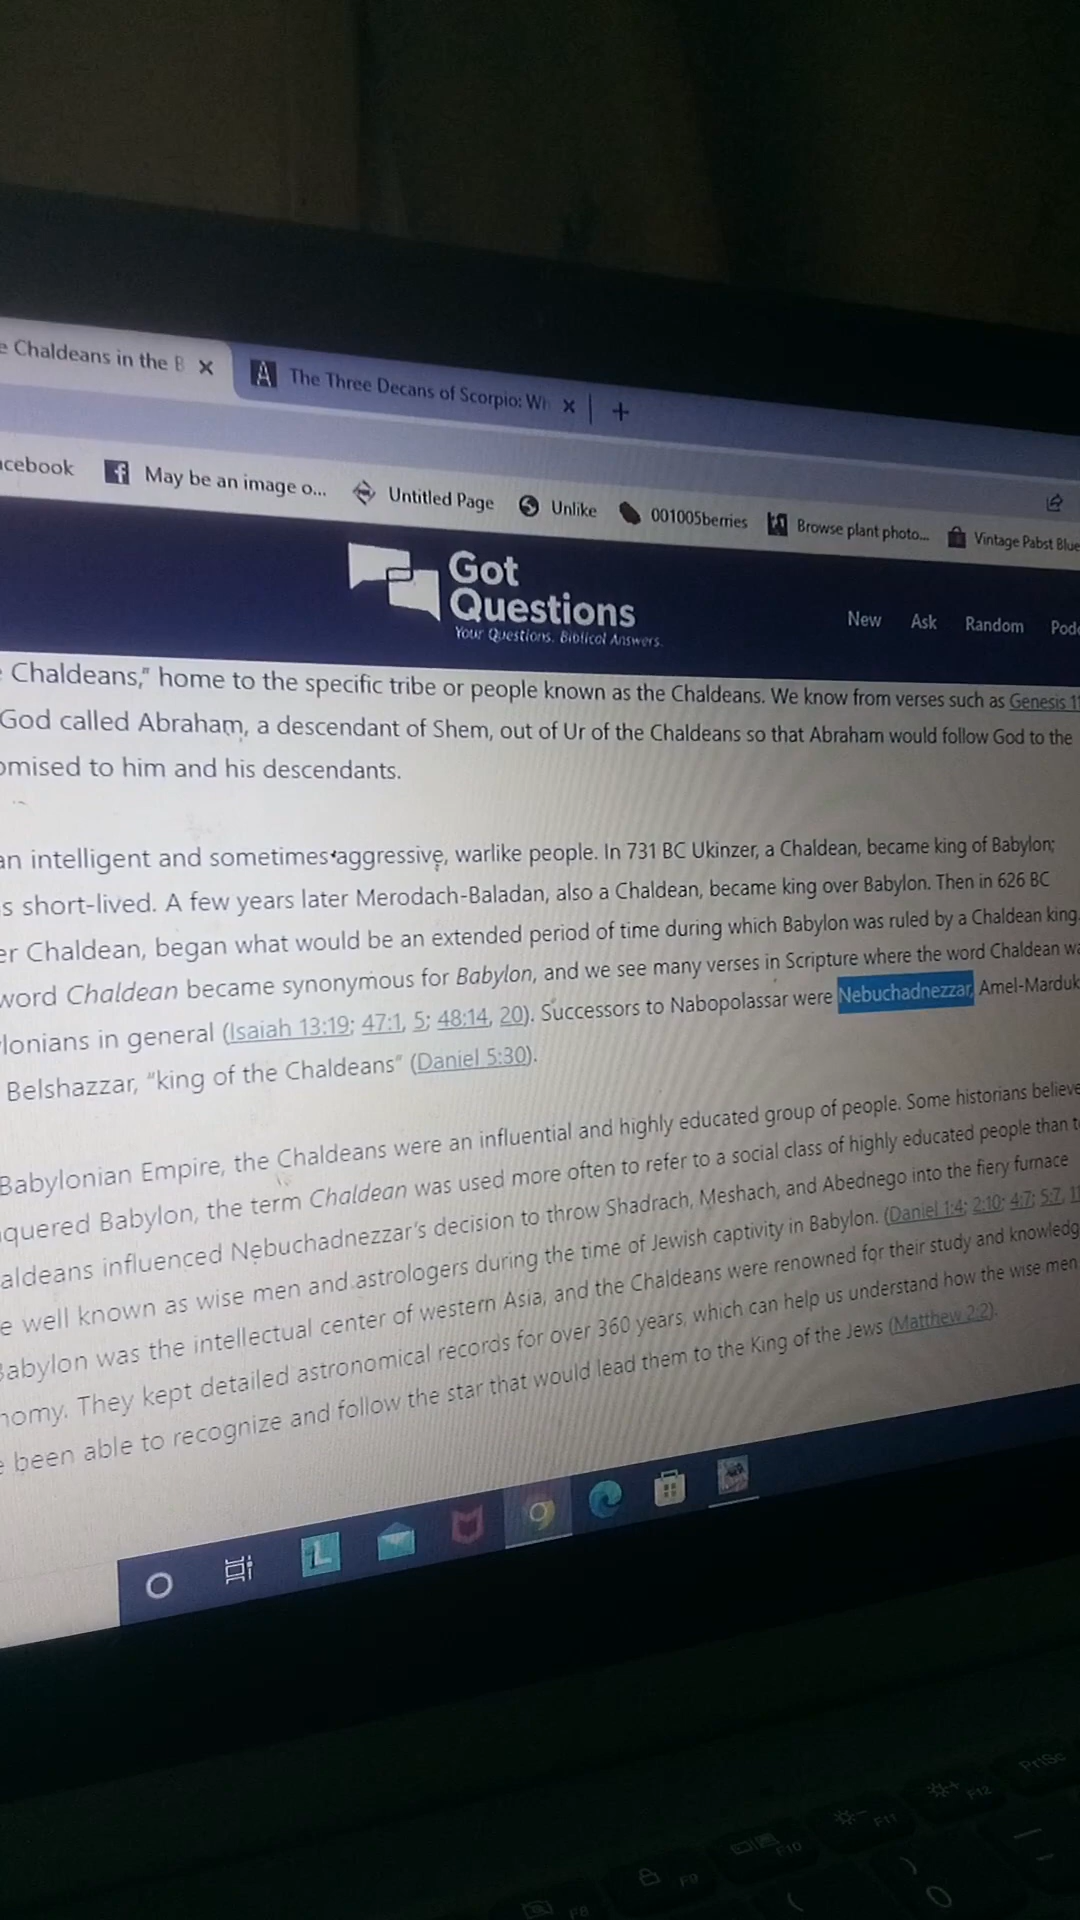 e Chaldeans in the B
The Three Decans of Scorpio: Wh
acebook
May be an image o...
Untitled Page
Unlike
001005berries
Browse plant photo...
Vintage Pabst Blue
Got
Questions
Your Questions. Biblical Answers.
New Ask Random Podc
e Chaldeans,” home to the specific tribe or people known as the Chaldeans. We know from verses such as Genesis 11
God called Abraham, a descendant of Shem, out of Ur of the Chaldeans so that Abraham would follow God to the
omised to him and his descendants.
an intelligent and sometimes aggressive, warlike people. In 731 BC Ukinzer, a Chaldean, became king of Babylon;
s short-lived. A few years later Merodach-Baladan, also a Chaldean, became king over Babylon. Then in 626 BC
er Chaldean, began what would be an extended period of time during which Babylon was ruled by a Chaldean king.
word Chaldean became synonymous for Babylon, and we see many verses in Scripture where the word Chaldean wa
lonians in general (Isaiah 13:19; 47:1, 5; 48:14, 20). Successors to Nabopolassar were Nebuchadnezzar, Amel-Marduk
Belshazzar, “king of the Chaldeans” (Daniel 5:30).
Babylonian Empire, the Chaldeans were an influential and highly educated group of people. Some historians believe
nquered Babylon, the term Chaldean was used more often to refer to a social class of highly educated people than t
aldeans influenced Nebuchadnezzar’s decision to throw Shadrach, Meshach, and Abednego into the fiery furnace
e well known as wise men and astrologers during the time of Jewish captivity in Babylon. (Daniel 1:4; 2:10; 4:7; 5:7, 11
Babylon was the intellectual center of western Asia, and the Chaldeans were renowned for their study and knowledg
nomy. They kept detailed astronomical records for over 360 years, which can help us understand how the wise men
e been able to recognize and follow the star that would lead them to the King of the Jews (Matthew 2:2).
L
PrtSc
F12
F11
F10
F9
F8
)
0
(